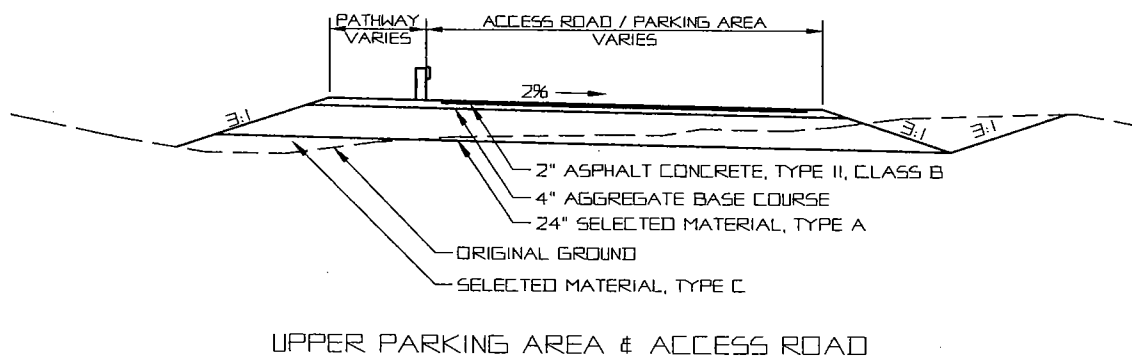 PATHWAY
VARIES
ACCESS ROAD / PARKING AREA
VARIES
2%
3:1
3:1
3:1
2" ASPHALT CONCRETE, TYPE II, CLASS B
4" AGGREGATE BASE COURSE
24" SELECTED MATERIAL, TYPE A
ORIGINAL GROUND
SELECTED MATERIAL, TYPE C
UPPER PARKING AREA & ACCESS ROAD